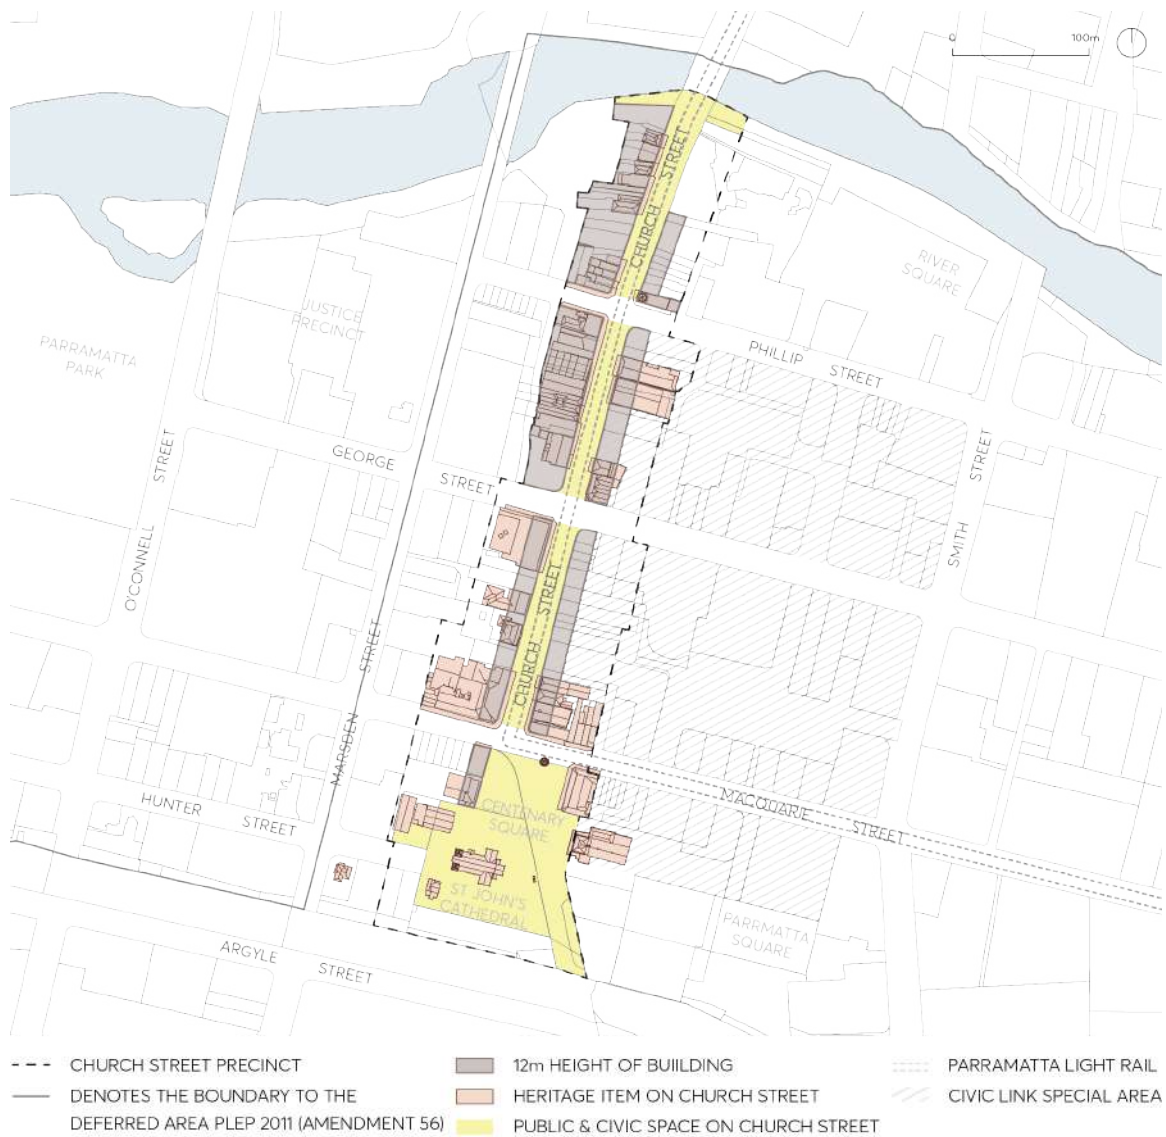 0 100m
RIVER
SQUARE
JUSTICE
PRECINCT
PARRAMATTA
PARK
PHILLIP STREET
CHURCH STREET
GEORGE STREET
O'CONNELL STREET
SMITH STREET
MARSDEN STREET
CHURCH STREET
HUNTER STREET
MACQUARIE STREET
CENTENARY
SQUARE
ST JOHN'S
CATHEDRAL
PARRMATTA
SQUARE
ARGYLE STREET
CHURCH STREET PRECINCT
DENOTES THE BOUNDARY TO THE
DEFERRED AREA PLEP 2011 (AMENDMENT 56)
12m HEIGHT OF BUIILDING
HERITAGE ITEM ON CHURCH STREET
PUBLIC & CIVIC SPACE ON CHURCH STREET
PARRAMATTA LIGHT RAIL
CIVIC LINK SPECIAL AREA